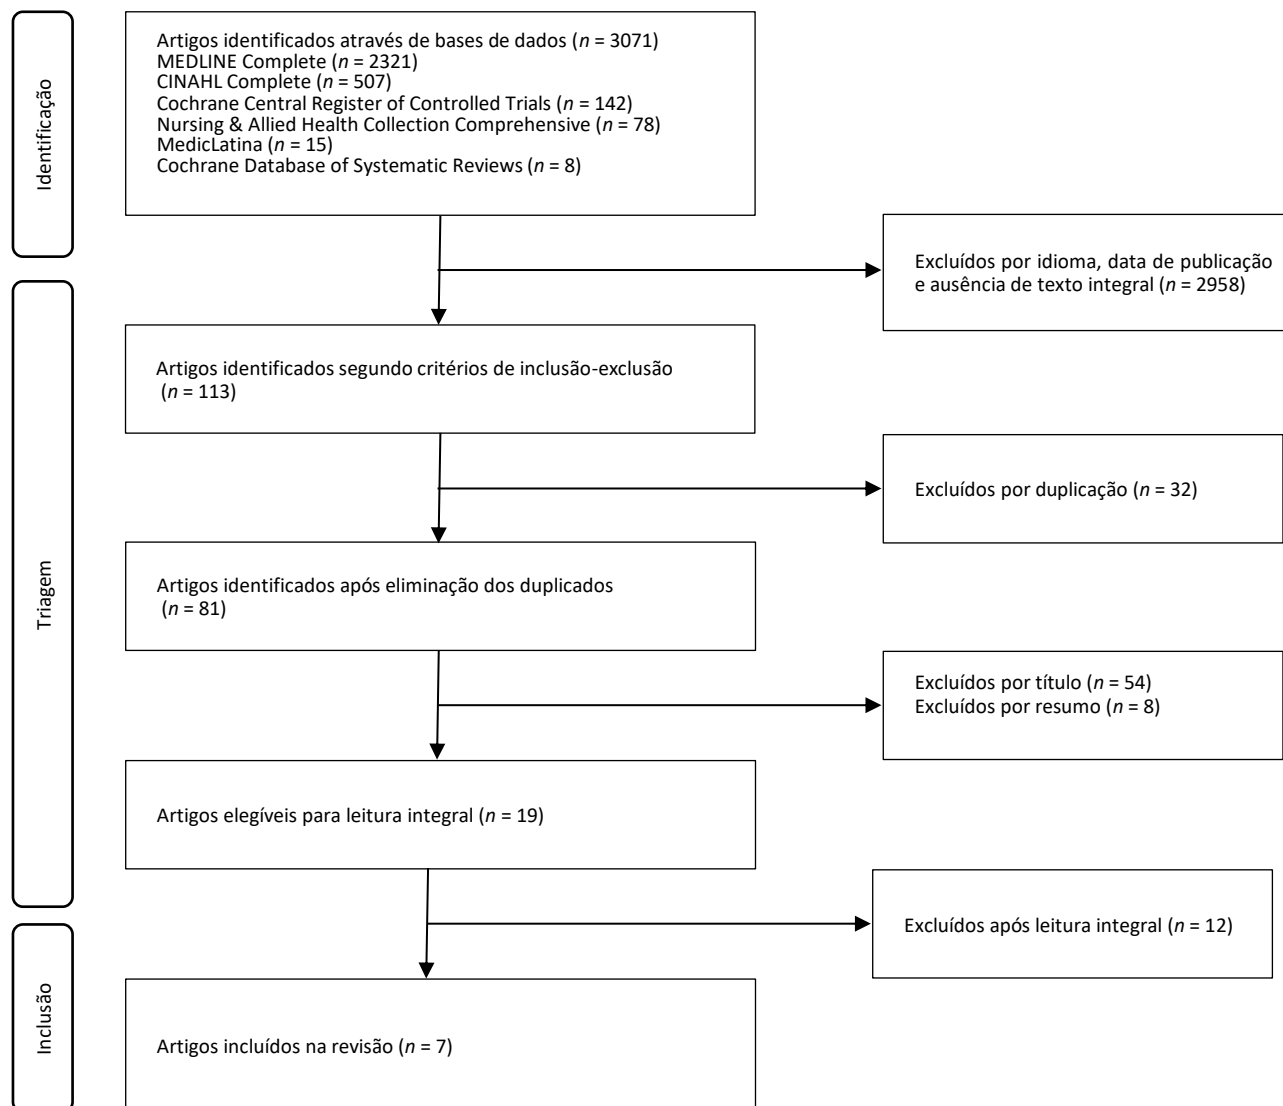 Identificação
Artigos identificados através de bases de dados (n = 3071)
MEDLINE Complete (n = 2321)
CINAHL Complete (n = 507)
Cochrane Central Register of Controlled Trials (n = 142)
Nursing & Allied Health Collection Comprehensive (n = 78)
MedicLatina (n = 15)
Cochrane Database of Systematic Reviews (n = 8)
Excluídos por idioma, data de publicação
e ausência de texto integral (n = 2958)
Triagem
Artigos identificados segundo critérios de inclusão-exclusão
(n = 113)
Excluídos por duplicação (n = 32)
Artigos identificados após eliminação dos duplicados
(n = 81)
Excluídos por título (n = 54)
Excluídos por resumo (n = 8)
Artigos elegíveis para leitura integral (n = 19)
Excluídos após leitura integral (n = 12)
Inclusão
Artigos incluídos na revisão (n = 7)